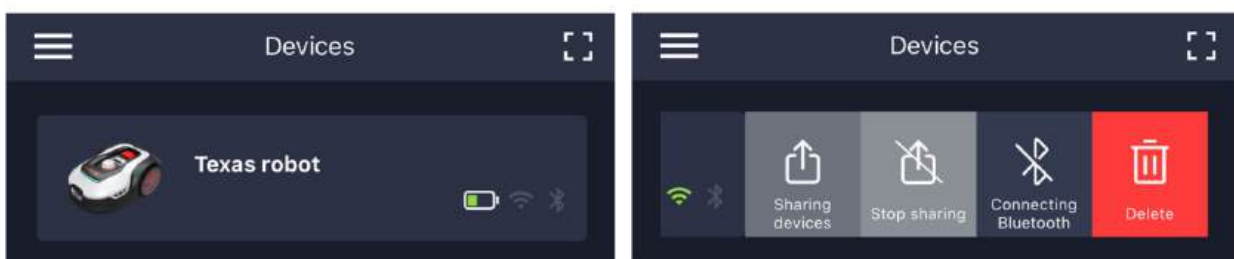 Devices
Texas robot
Devices
Sharing
devices
Stop sharing
Connecting
Bluetooth
Delete